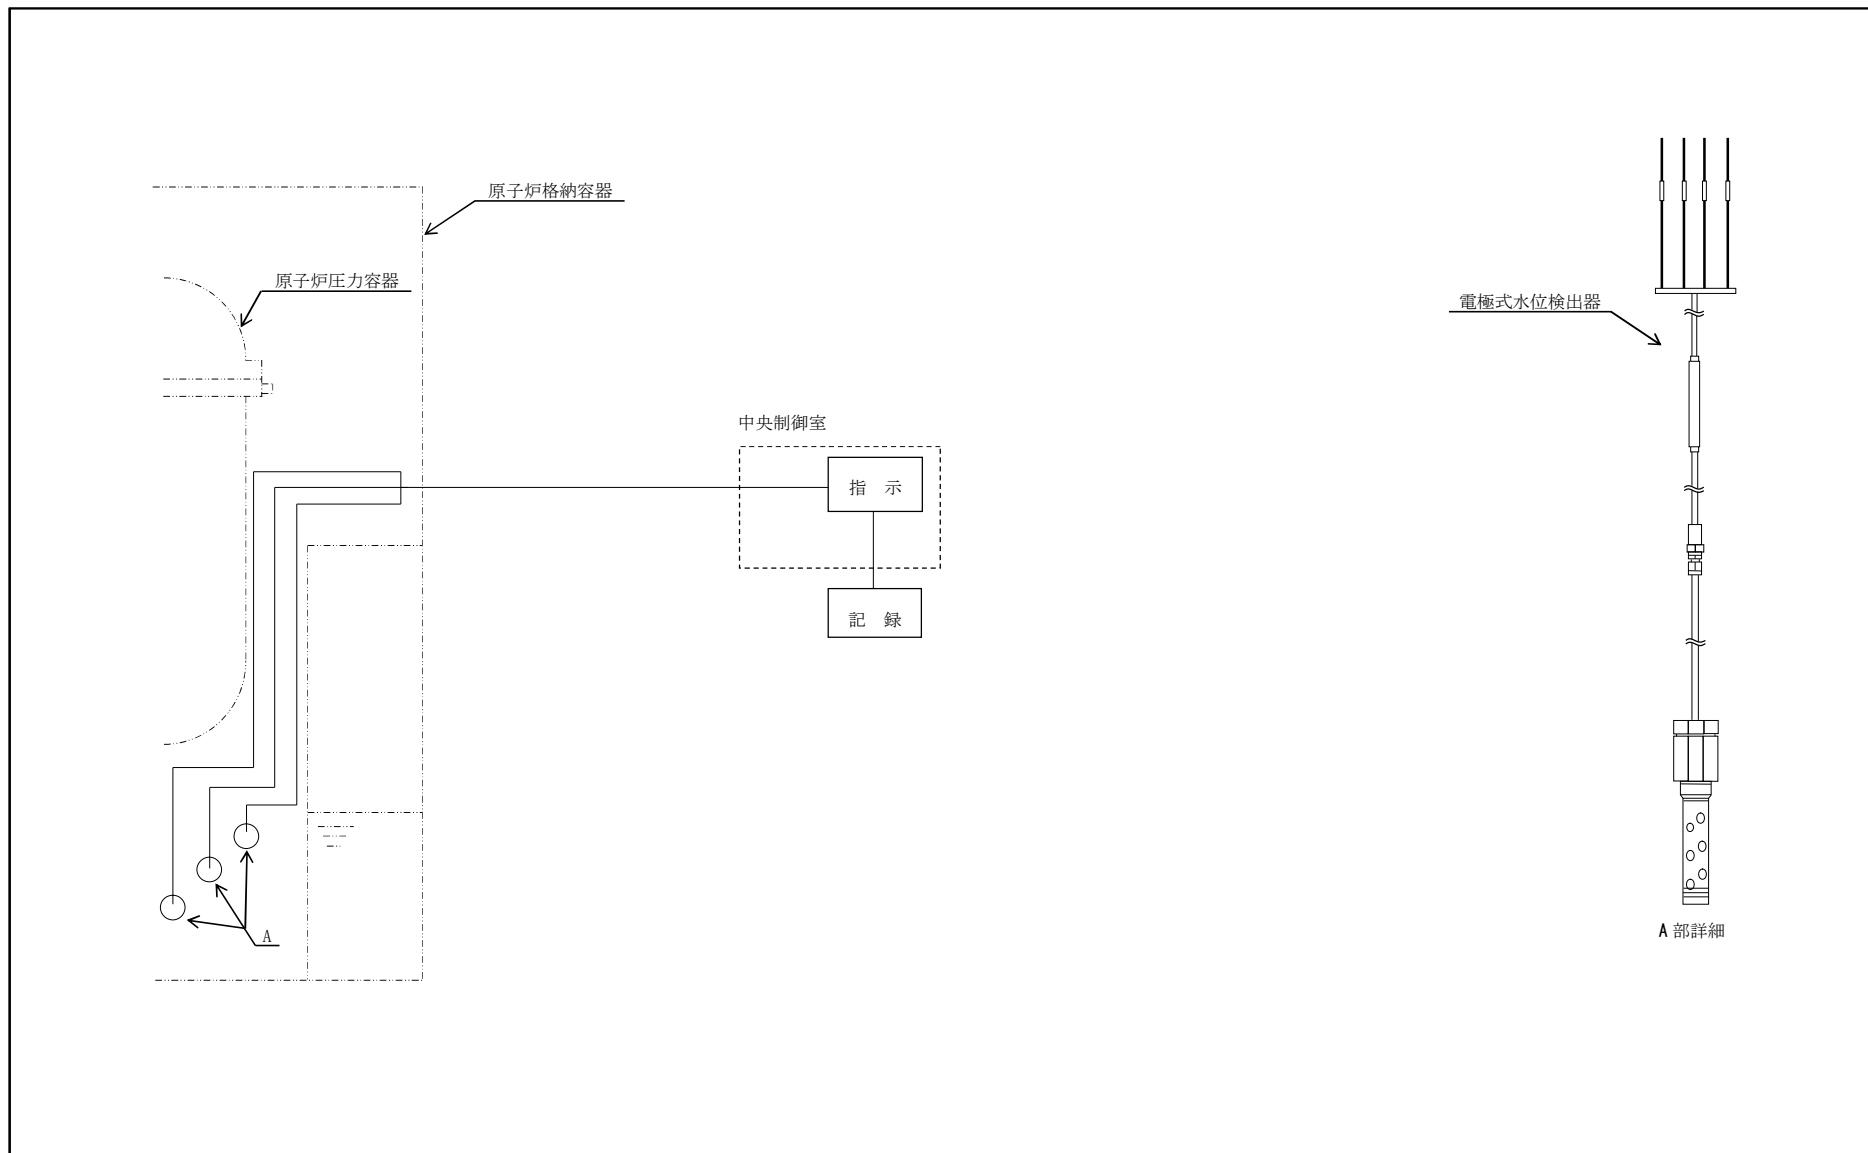 原子炉格納容器
原子炉圧力容器
電極式水位検出器
中央制御室
指 示
記 録
A
A 部詳細